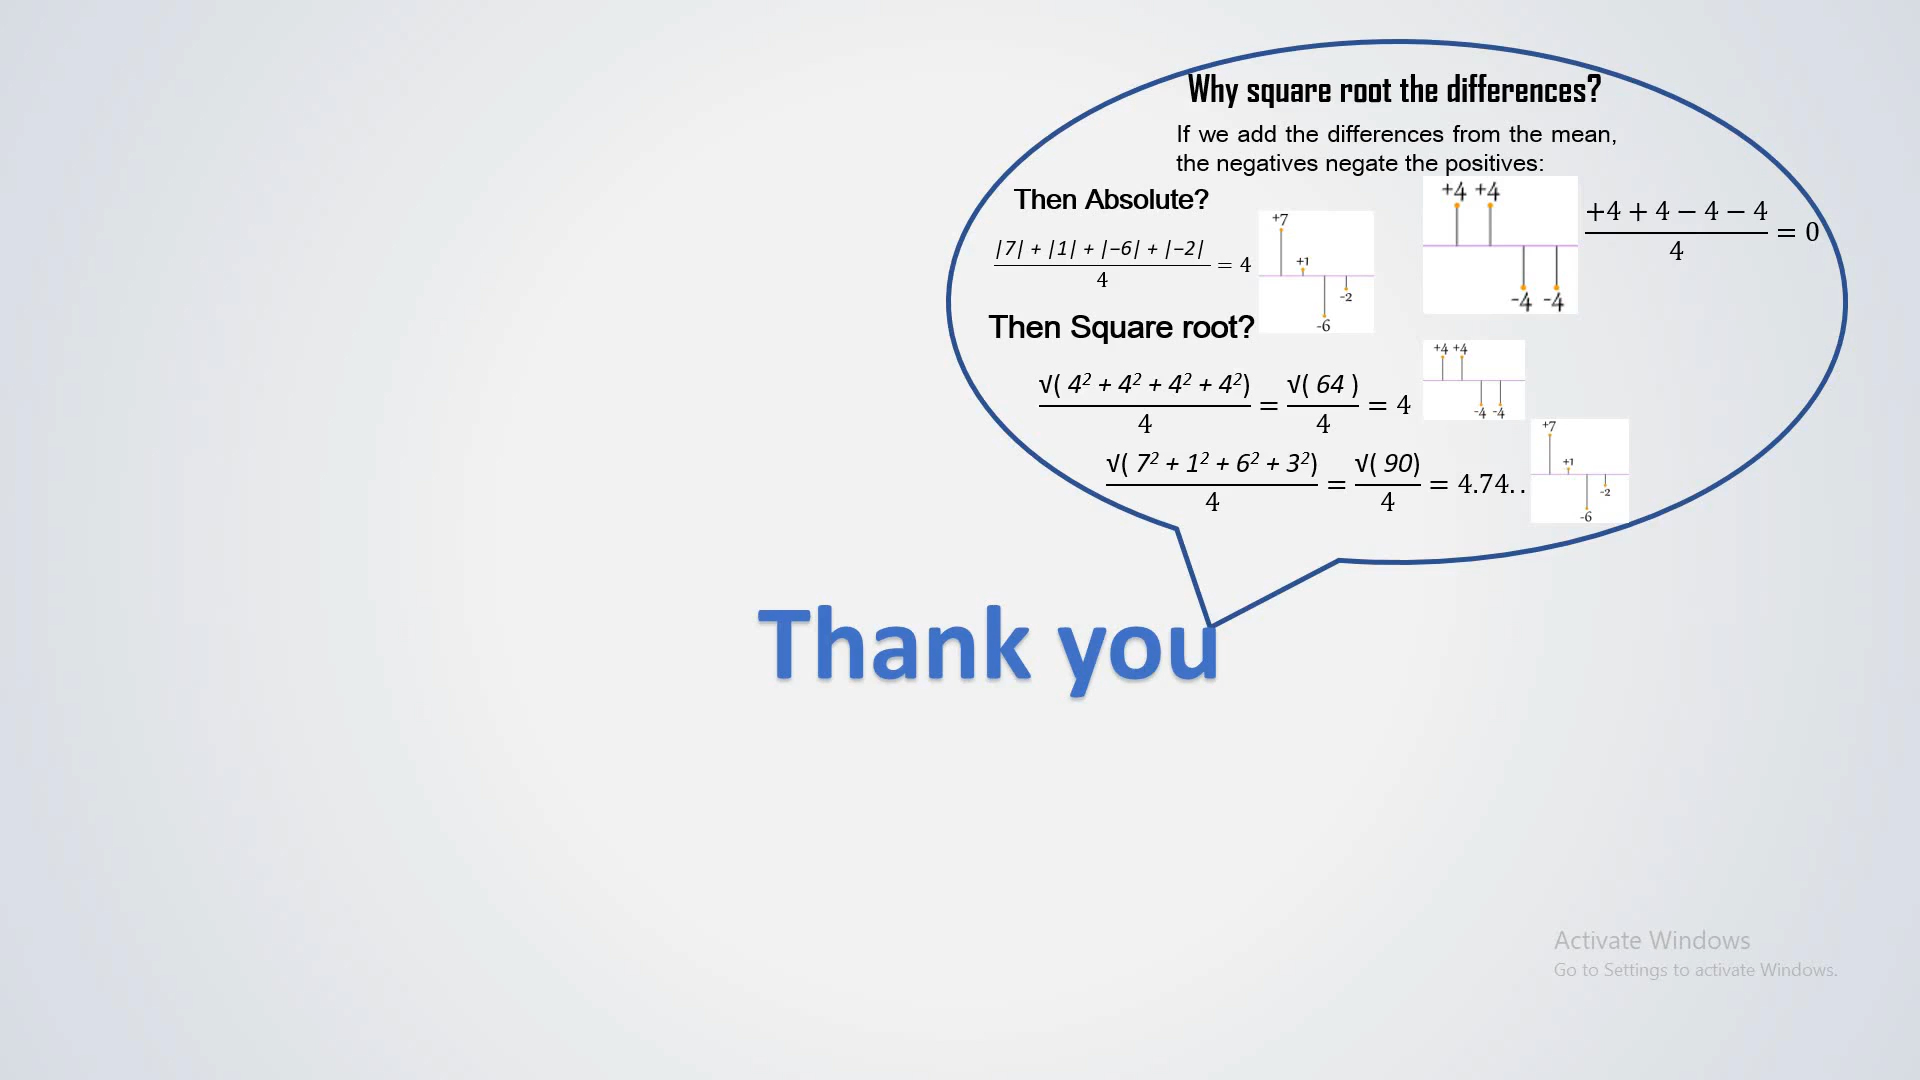 Why square root the differences?
If we add the differences from the mean,
the negatives negate the positives:
+4 +4
-4 -4
+4 + 4 − 4 − 4
4
= 0
Then Absolute?
|7| + |1| + |−6| + |−2|
4
= 4
+7
+1
-2
-6
Then Square root?
√( 4² + 4² + 4² + 4²)
4
=
√( 64 )
4
= 4
+4 +4
-4 -4
√( 7² + 1² + 6² + 3²)
4
=
√( 90)
4
= 4.74. .
+7
+1
-2
-6
Thank you
Activate Windows
Go to Settings to activate Windows.